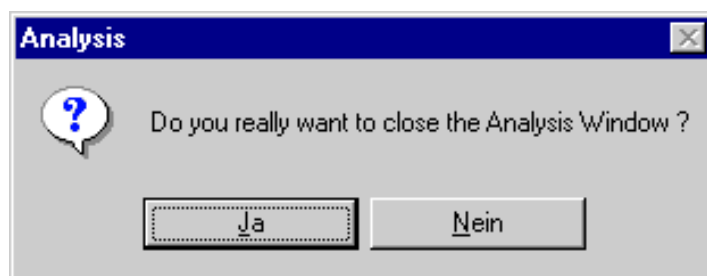 Analysis
Do you really want to close the Analysis Window ?
Ja Nein